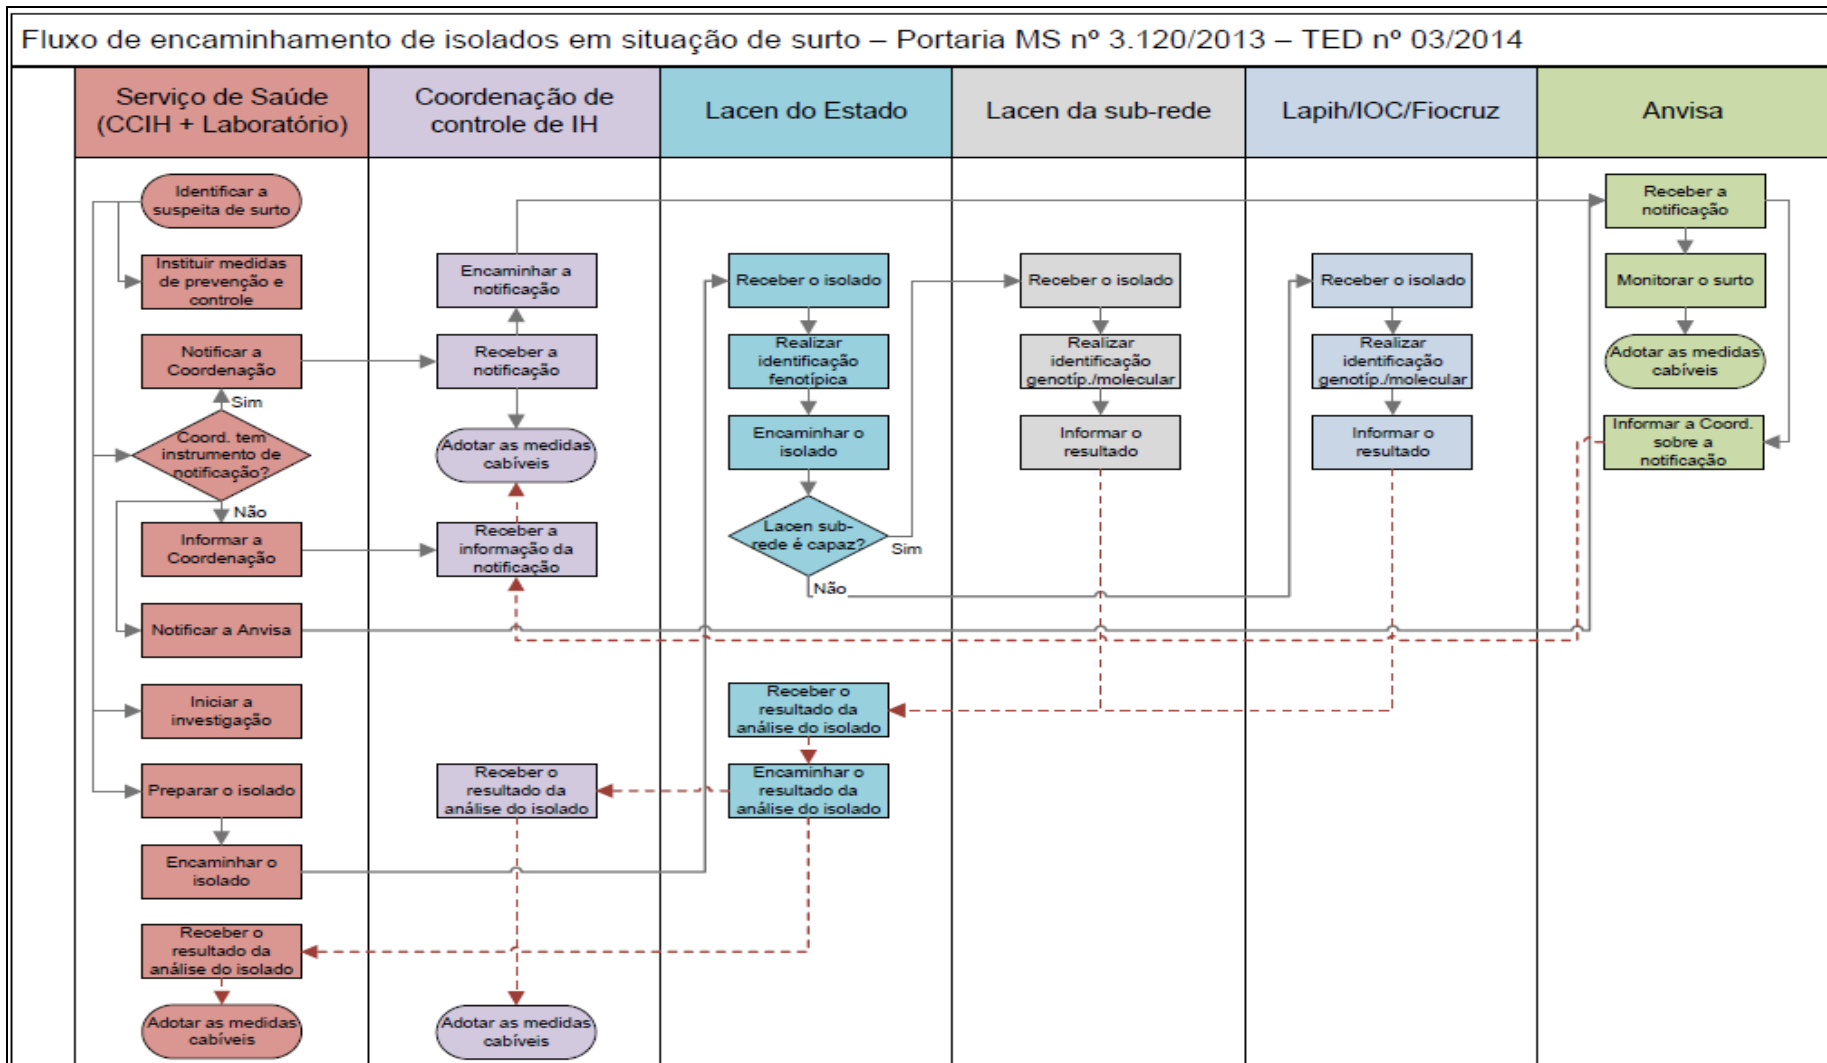 Fluxo de encaminhamento de isolados em situação de surto – Portaria MS nº 3.120/2013 – TED nº 03/2014
Serviço de Saúde
(CCIH + Laboratório)
Coordenação de
controle de IH
Lacen do Estado
Lacen da sub-rede
Lapih/IOC/Fiocruz
Anvisa
Identificar a
suspeita de surto
Instituir medidas
de prevenção e
controle
Notificar a
Coordenação
Sim
Coord. tem
instrumento de
notificação?
Não
Informar a
Coordenação
Notificar a Anvisa
Iniciar a
investigação
Preparar o isolado
Encaminhar o
isolado
Receber o
resultado da
análise do isolado
Adotar as medidas
cabíveis
Encaminhar a
notificação
Receber a
notificação
Adotar as medidas
cabíveis
Receber a
informação da
notificação
Receber o
resultado da
análise do isolado
Adotar as medidas
cabíveis
Receber o isolado
Realizar
identificação
fenotípica
Encaminhar o
isolado
Lacen sub-
rede é capaz?
Sim
Não
Receber o
resultado da
análise do isolado
Encaminhar o
resultado da
análise do isolado
Receber o isolado
Realizar
identificação
genotíp./molecular
Informar o
resultado
Receber o isolado
Realizar
identificação
genotíp./molecular
Informar o
resultado
Receber a
notificação
Monitorar o surto
Adotar as medidas
cabíveis
Informar a Coord.
sobre a
notificação